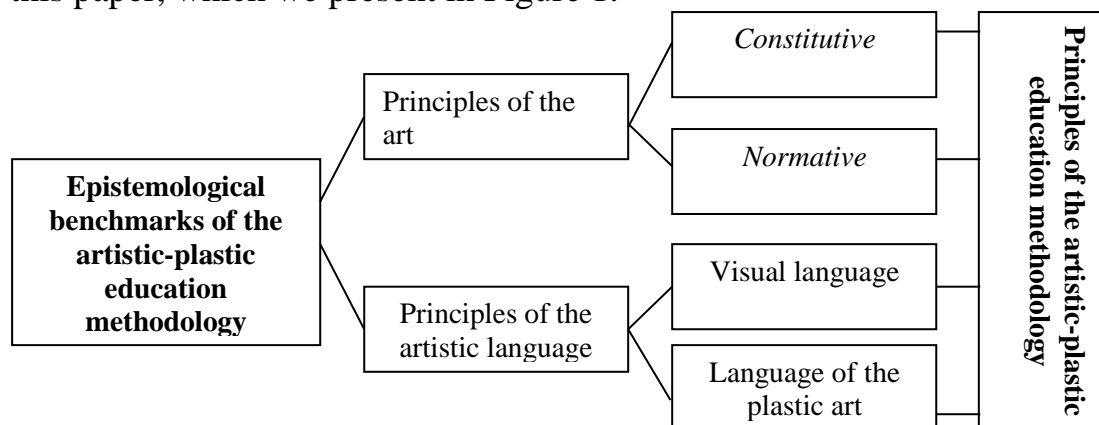 this paper, which we present in Figure 1.
Epistemological
benchmarks of the
artistic-plastic
education
methodology
Principles of the
art
Principles of the
artistic language
Constitutive
Normative
Visual language
Language of the
plastic art
Principles of the artistic-plastic
education methodology